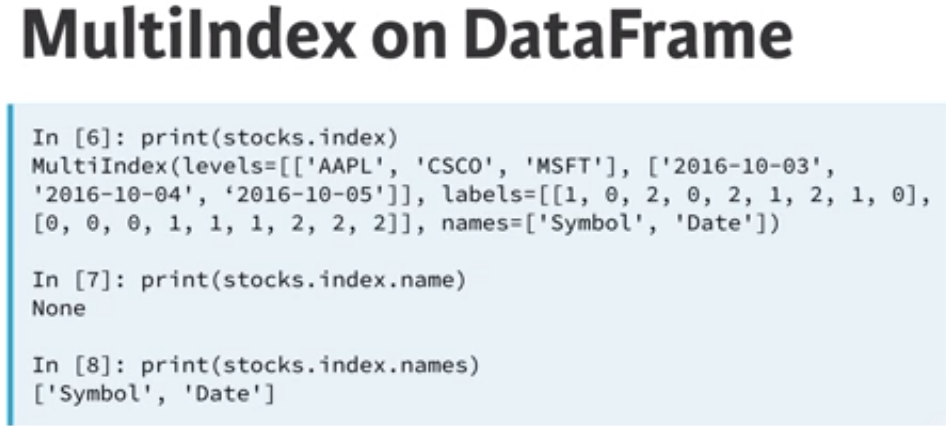 MultiIndex on DataFrame
In [6]: print(stocks.index)
MultiIndex(levels=[['AAPL', 'CSCO', 'MSFT'], ['2016-10-03',
'2016-10-04', ‘2016-10-05']], labels=[[1, 0, 2, 0, 2, 1, 2, 1, 0],
[0, 0, 0, 1, 1, 1, 2, 2, 2]], names=['Symbol', 'Date'])
In [7]: print(stocks.index.name)
None
In [8]: print(stocks.index.names)
['Symbol', 'Date']